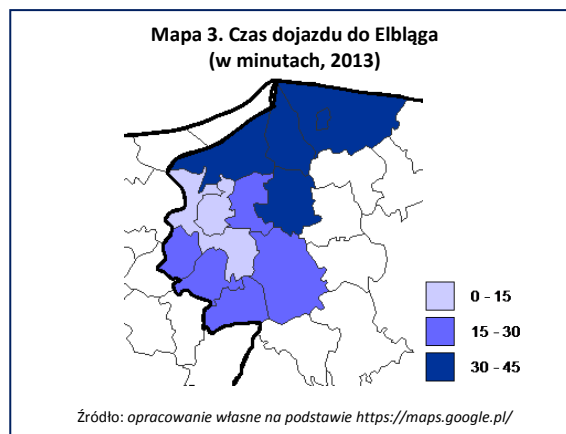 Mapa 3. Czas dojazdu do Elbląga
(w minutach, 2013)
0 - 15
15 - 30
30 - 45
Źródło: opracowanie własne na podstawie https://maps.google.pl/